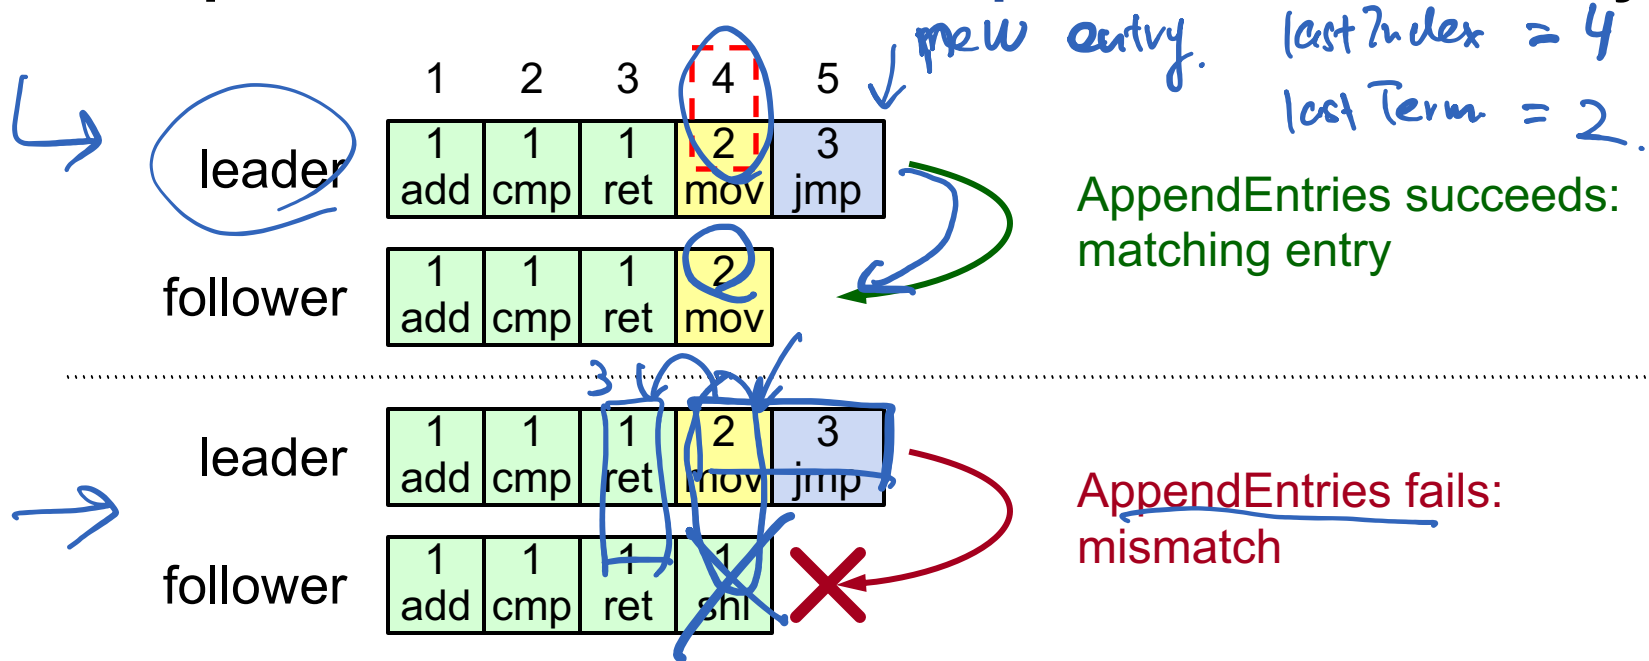 new entry. lastIndex = 4
1 2 3 4 5
lastTerm = 2.
leader
1 1 1 2 3
add cmp ret mov jmp
AppendEntries succeeds:
matching entry
follower
1 1 1 2
add cmp ret mov
3
leader
1 1 1 2 3
add cmp ret mov jmp
AppendEntries fails:
mismatch
follower
1 1 1 1
add cmp ret shl